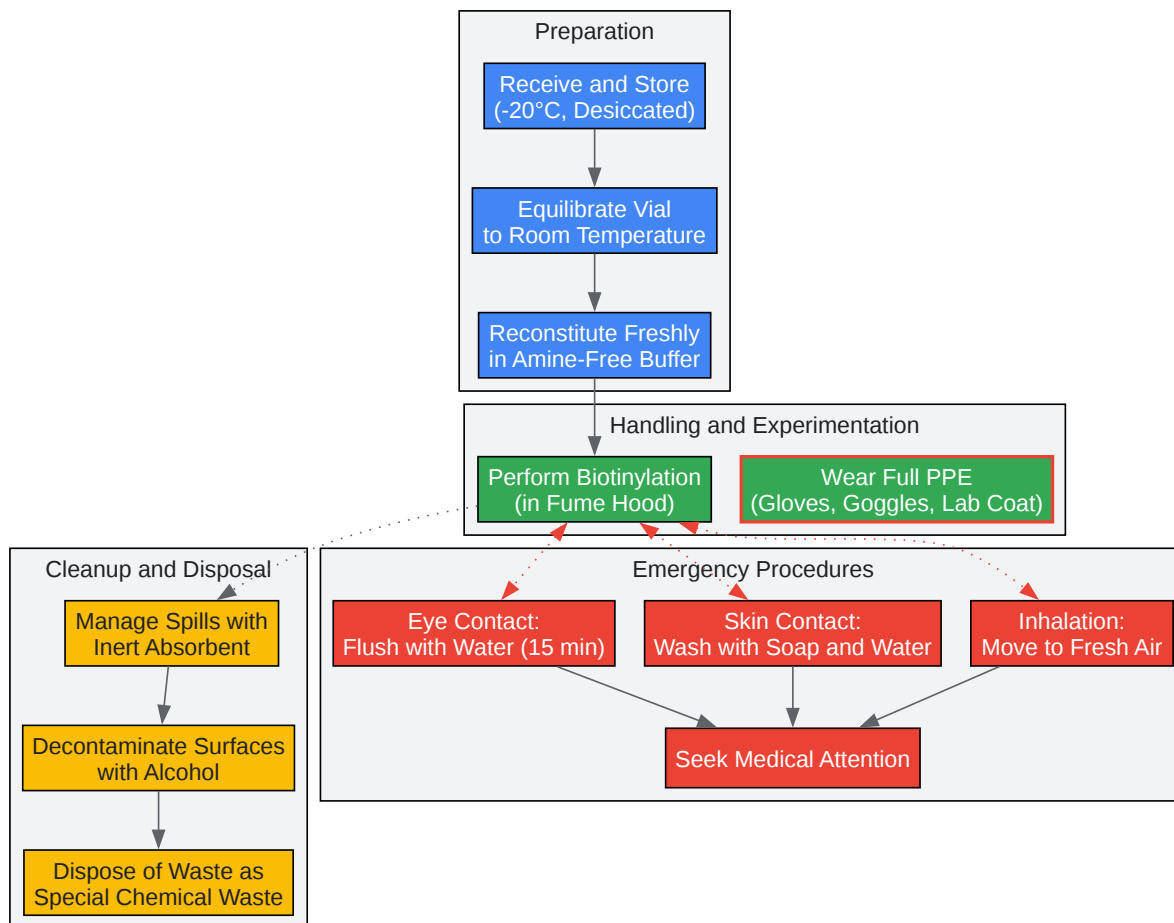 Preparation
Receive and Store
(-20°C, Desiccated)
Equilibrate Vial
to Room Temperature
Reconstitute Freshly
in Amine-Free Buffer
Handling and Experimentation
Perform Biotinylation
(in Fume Hood)
Wear Full PPE
(Gloves, Goggles, Lab Coat)
Cleanup and Disposal
Manage Spills with
Inert Absorbent
Decontaminate Surfaces
with Alcohol
Dispose of Waste as
Special Chemical Waste
Emergency Procedures
Eye Contact:
Flush with Water (15 min)
Skin Contact:
Wash with Soap and Water
Inhalation:
Move to Fresh Air
Seek Medical Attention